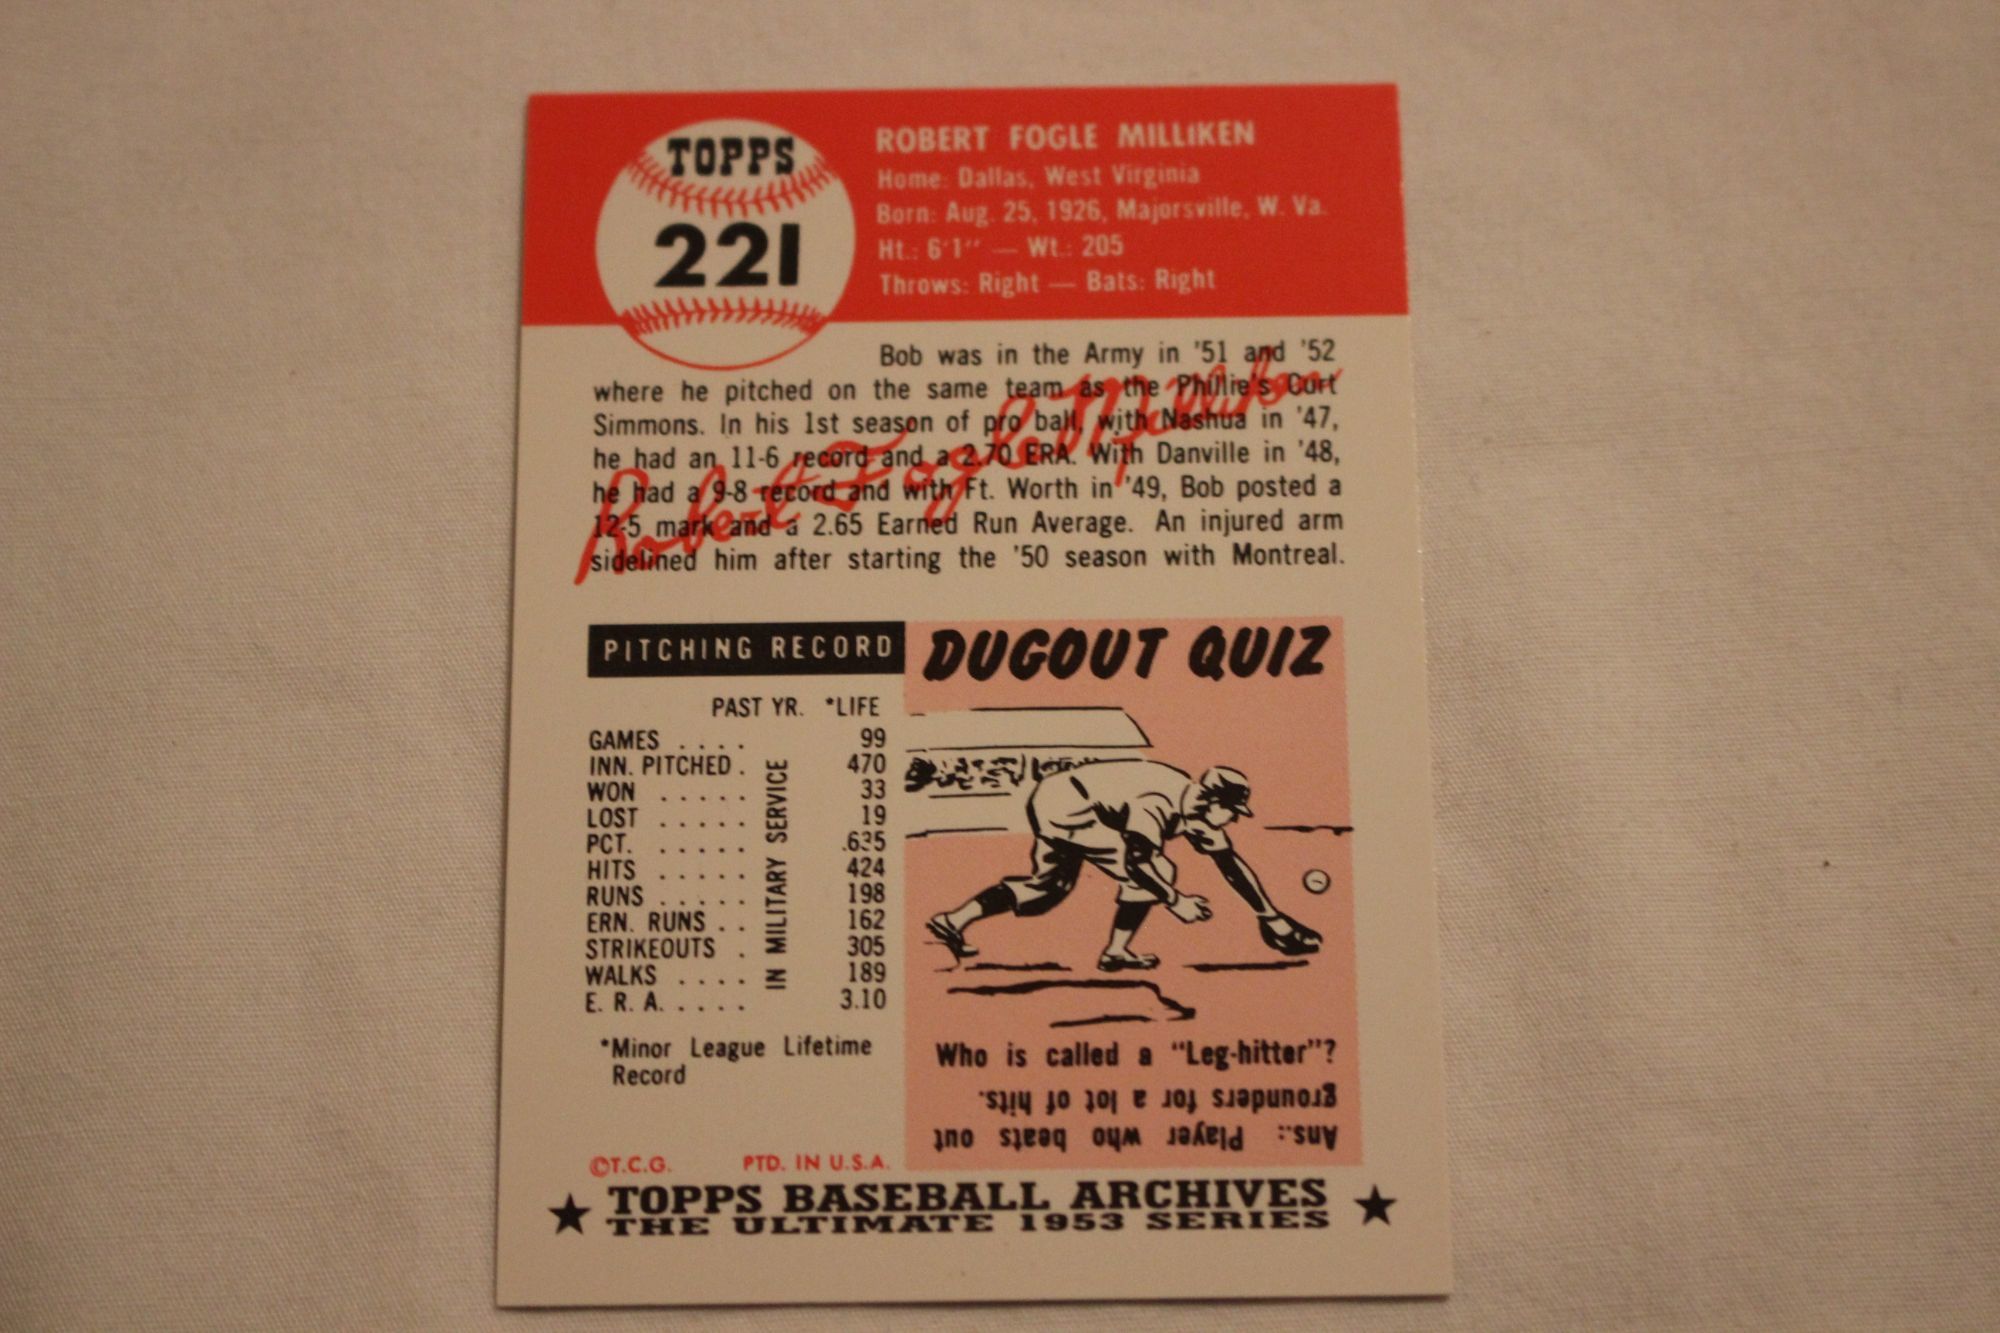 TOPPS
221
ROBERT FOGLE MILLIKEN
Home: Dallas, West Virginia
Born: Aug. 25, 1926, Majorsville, W. Va.
Ht.: 6'1'' — Wt.: 205
Throws: Right — Bats: Right
Bob was in the Army in '51 and '52
where he pitched on the same team as the Phillie's Curt
Simmons. In his 1st season of pro ball, with Nashua in '47,
he had an 11-6 record and a 2.70 ERA. With Danville in '48,
he had a 9-8 record and with Ft. Worth in '49, Bob posted a
12-5 mark and a 2.65 Earned Run Average. An injured arm
sidelined him after starting the '50 season with Montreal.
Robert Fogle Milliken
PITCHING RECORD
PAST YR. *LIFE
GAMES . . . . 99
INN. PITCHED . 470
WON . . . . . 33
LOST . . . . . 19
PCT. . . . . . .635
HITS . . . . . 424
RUNS . . . . . 198
ERN. RUNS . . 162
STRIKEOUTS . 305
WALKS . . . . 189
E. R. A. . . . . 3.10
IN MILITARY SERVICE
*Minor League Lifetime
Record
DUGOUT QUIZ
Who is called a "Leg-hitter"?
Ans.: Player who beats out
grounders for a lot of hits.
©T.C.G. PTD. IN U.S.A.
★ TOPPS BASEBALL ARCHIVES ★
THE ULTIMATE 1953 SERIES